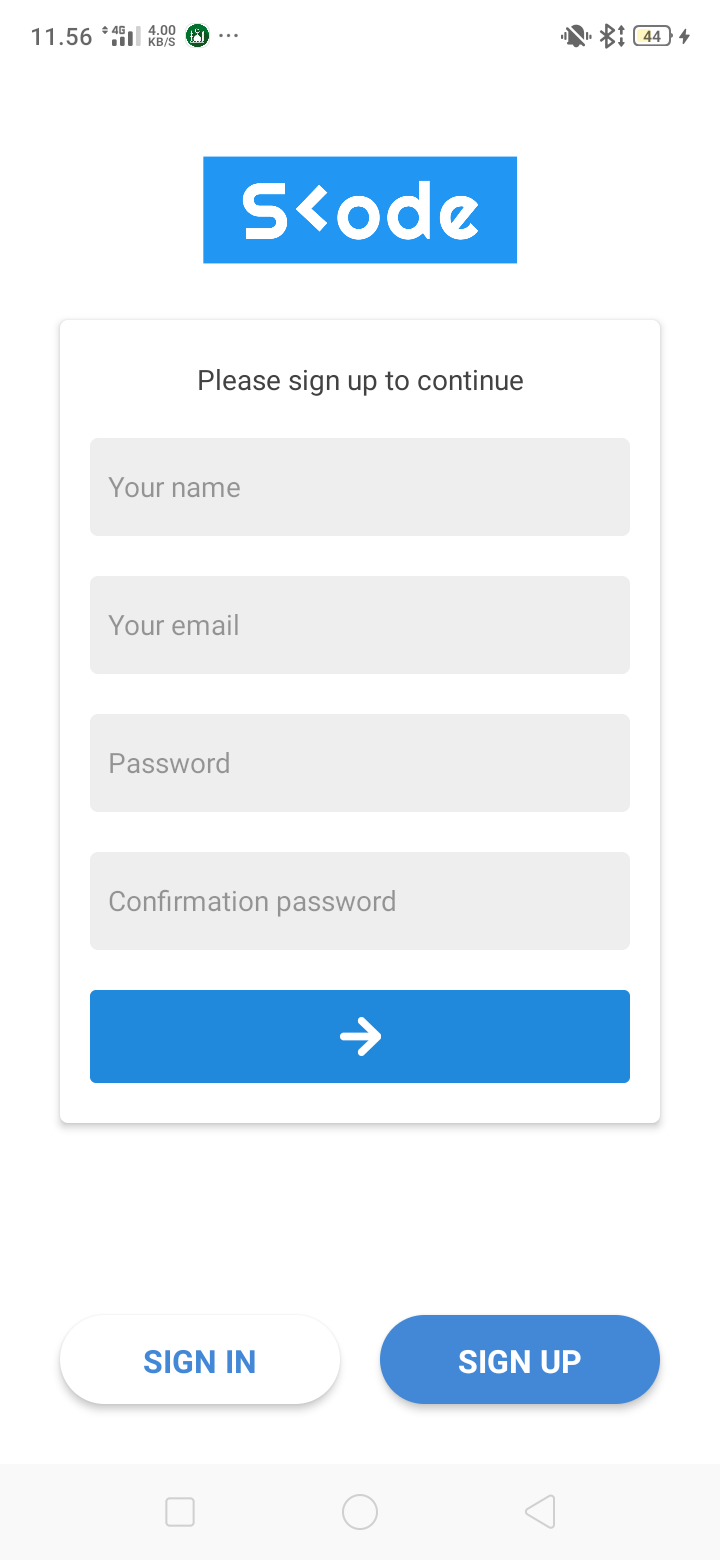 11.56 4G 4.00 KB/S ... 44
S<ode
Please sign up to continue
Your name
Your email
Password
Confirmation password
SIGN IN SIGN UP